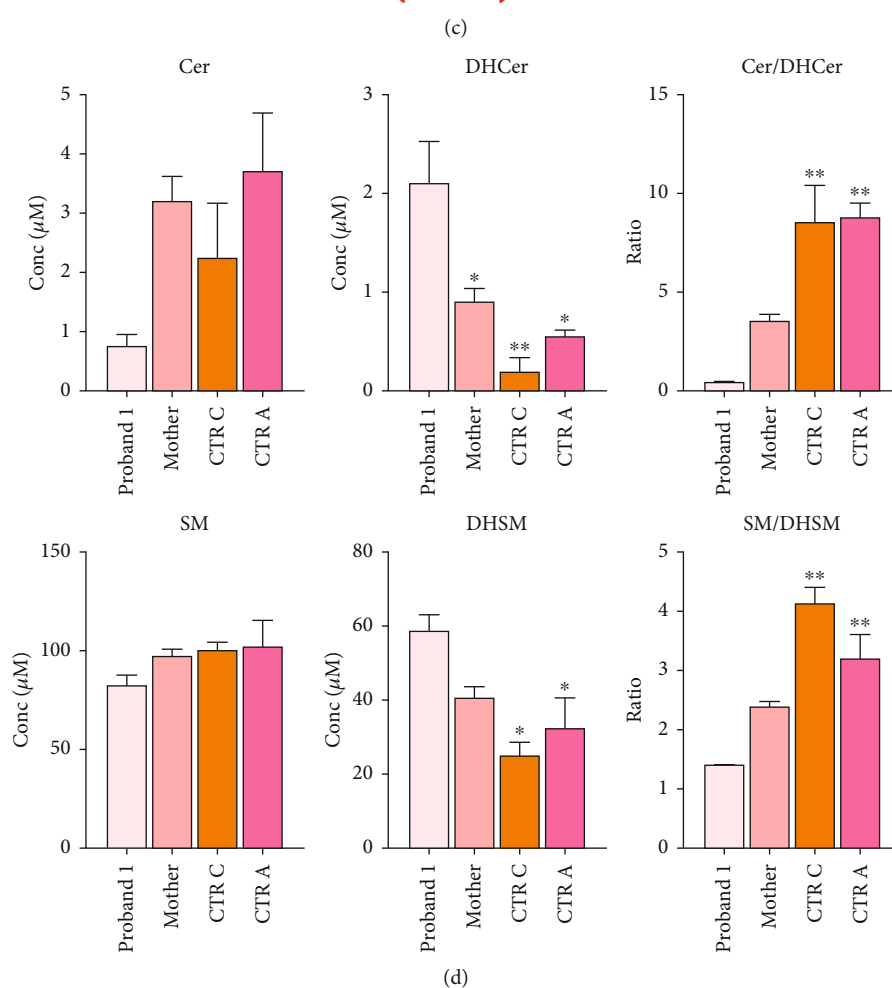 (c)
Cer
DHCer
Cer/DHCer
5
4
3
2
1
0
Conc (μM)
Proband 1
Mother
CTR C
CTR A
3
2
1
0
Conc (μM)
*
**
*
Proband 1
Mother
CTR C
CTR A
15
10
5
0
Ratio
**
**
Proband 1
Mother
CTR C
CTR A
SM
DHSM
SM/DHSM
150
100
50
0
Conc (μM)
Proband 1
Mother
CTR C
CTR A
80
60
40
20
0
Conc (μM)
*
*
Proband 1
Mother
CTR C
CTR A
5
4
3
2
1
0
Ratio
**
**
Proband 1
Mother
CTR C
CTR A
(d)